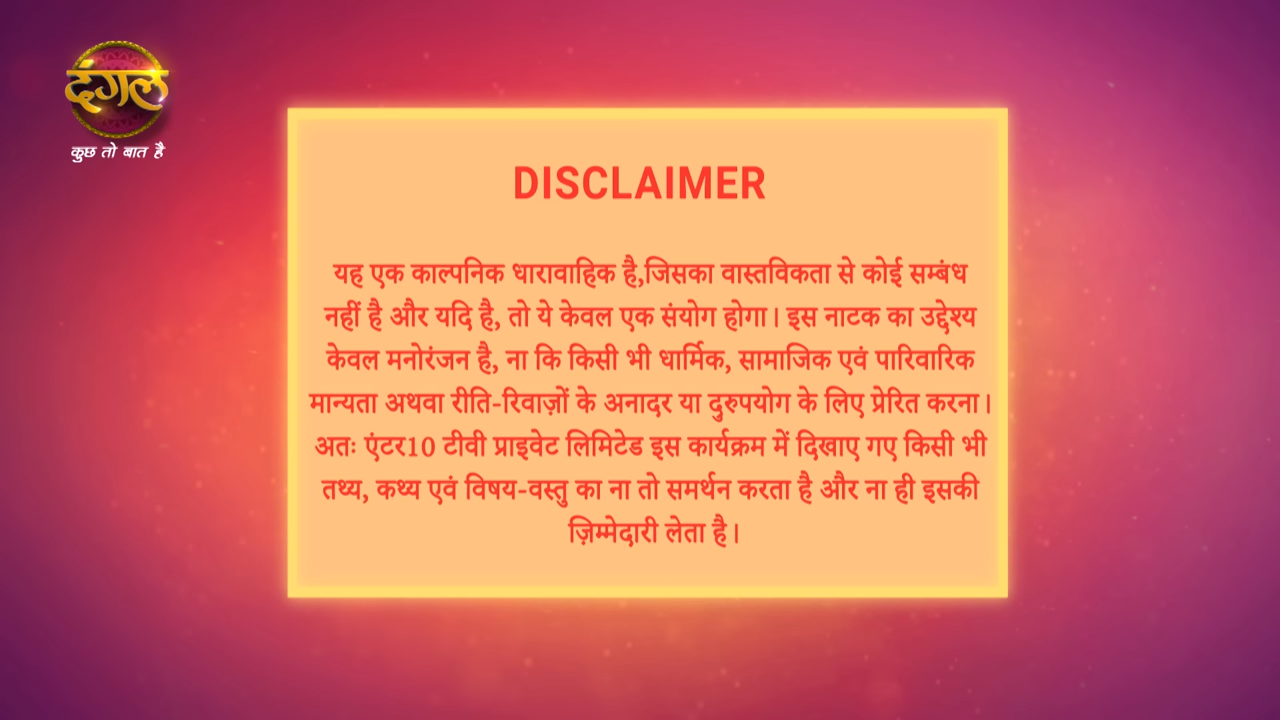 दंगल
कुछ तो बात है
DISCLAIMER
यह एक काल्पनिक धारावाहिक है,जिसका वास्तविकता से कोई सम्बंध
नहीं है और यदि है, तो ये केवल एक संयोग होगा। इस नाटक का उद्देश्य
केवल मनोरंजन है, ना कि किसी भी धार्मिक, सामाजिक एवं पारिवारिक
मान्यता अथवा रीति-रिवाज़ों के अनादर या दुरुपयोग के लिए प्रेरित करना।
अतः एंटर10 टीवी प्राइवेट लिमिटेड इस कार्यक्रम में दिखाए गए किसी भी
तथ्य, कथ्य एवं विषय-वस्तु का ना तो समर्थन करता है और ना ही इसकी
ज़िम्मेदारी लेता है।